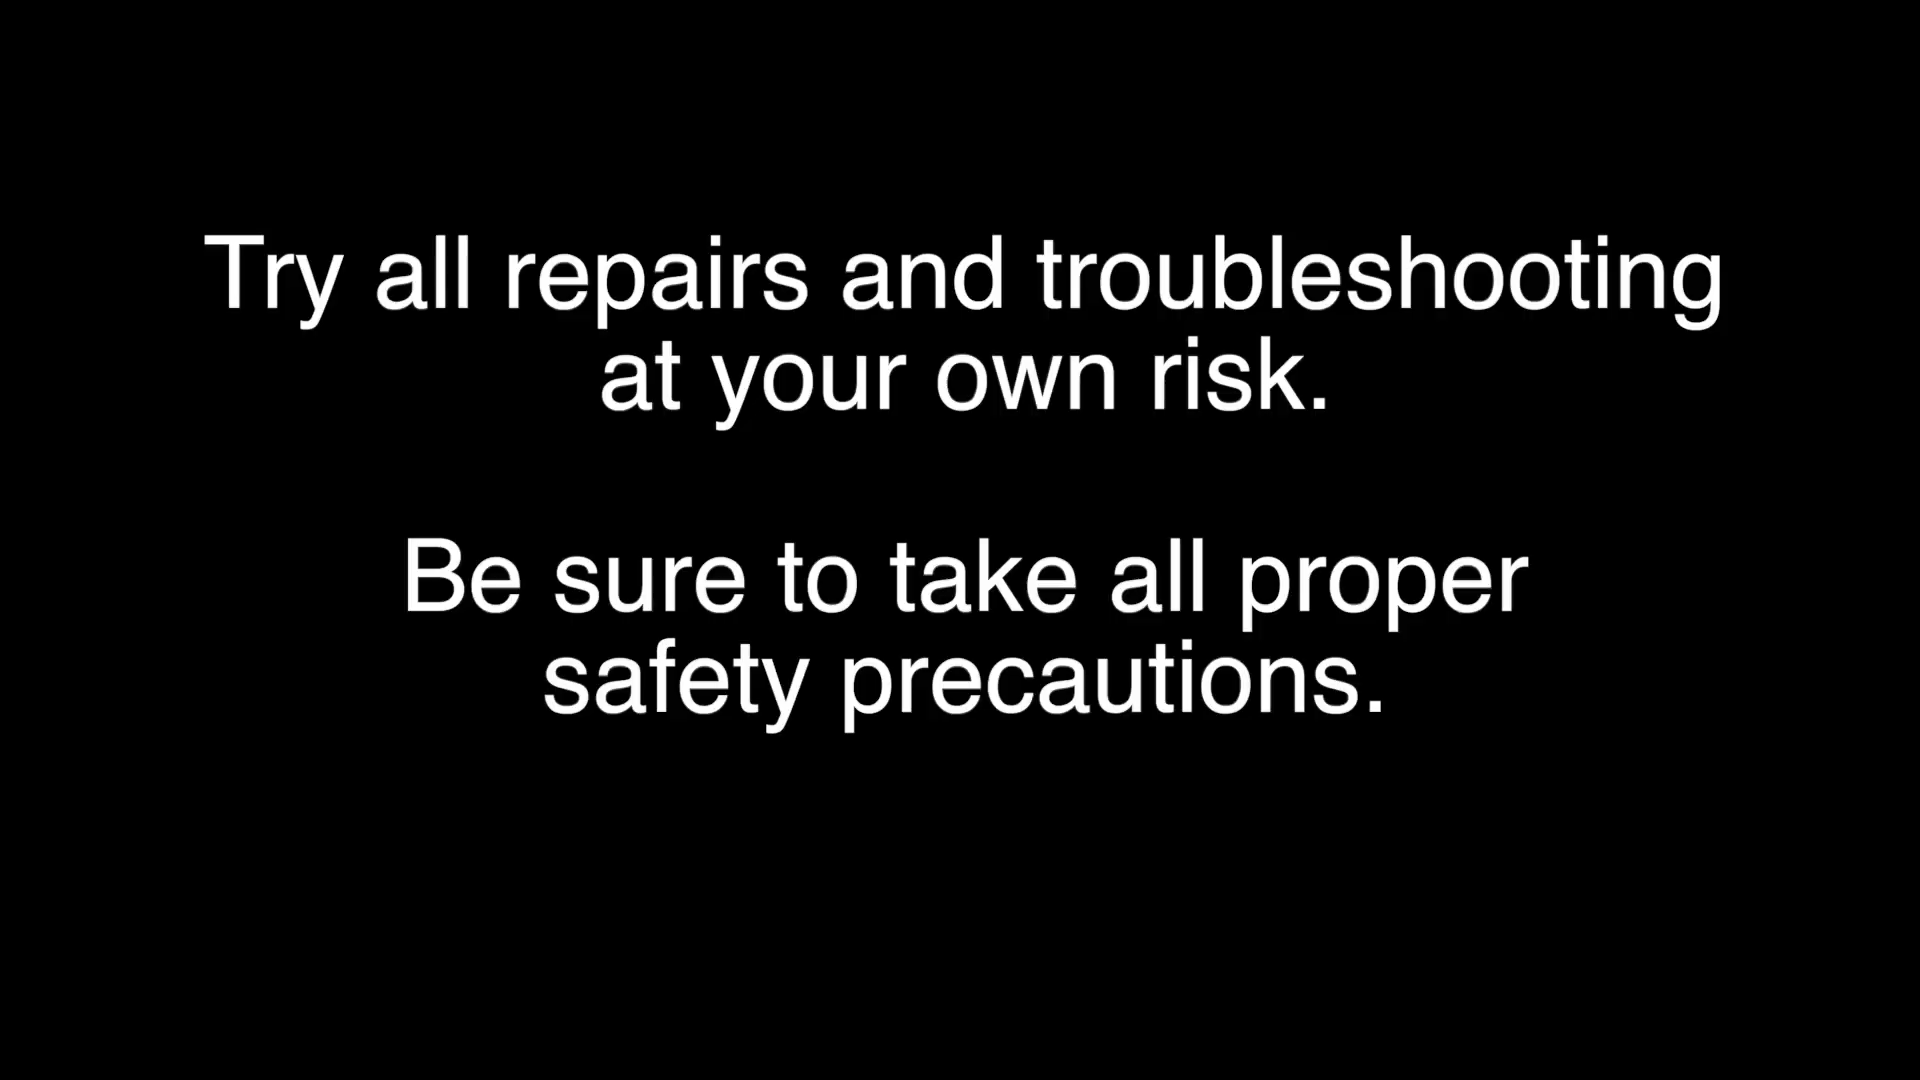 Try all repairs and troubleshooting
at your own risk.
Be sure to take all proper
safety precautions.